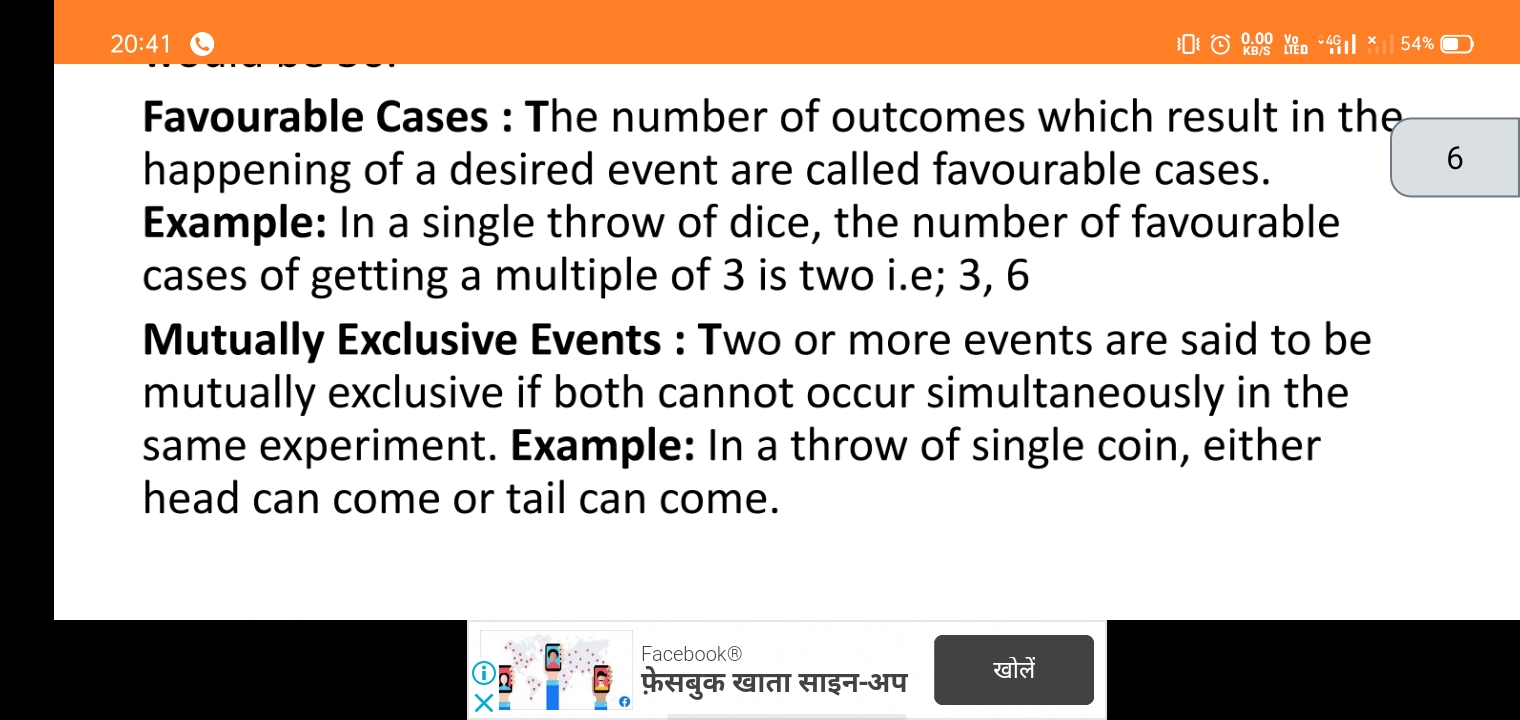 20:41
0.00 KB/S Vo LTE 4G 54%
Favourable Cases : The number of outcomes which result in the
6
happening of a desired event are called favourable cases.
Example: In a single throw of dice, the number of favourable
cases of getting a multiple of 3 is two i.e; 3, 6
Mutually Exclusive Events : Two or more events are said to be
mutually exclusive if both cannot occur simultaneously in the
same experiment. Example: In a throw of single coin, either
head can come or tail can come.
Facebook®
फ़ेसबुक खाता साइन-अप
खोलें